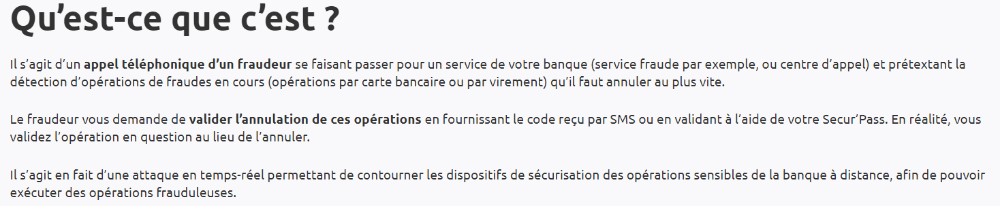 Qu’est-ce que c’est ?
Il s’agit d’un appel téléphonique d’un fraudeur se faisant passer pour un service de votre banque (service fraude par exemple, ou centre d’appel) et prétextant la
détection d’opérations de fraudes en cours (opérations par carte bancaire ou par virement) qu’il faut annuler au plus vite.
Le fraudeur vous demande de valider l’annulation de ces opérations en fournissant le code reçu par SMS ou en validant à l’aide de votre Secur’Pass. En réalité, vous
validez l’opération en question au lieu de l’annuler.
Il s’agit en fait d’une attaque en temps-réel permettant de contourner les dispositifs de sécurisation des opérations sensibles de la banque à distance, afin de pouvoir
exécuter des opérations frauduleuses.